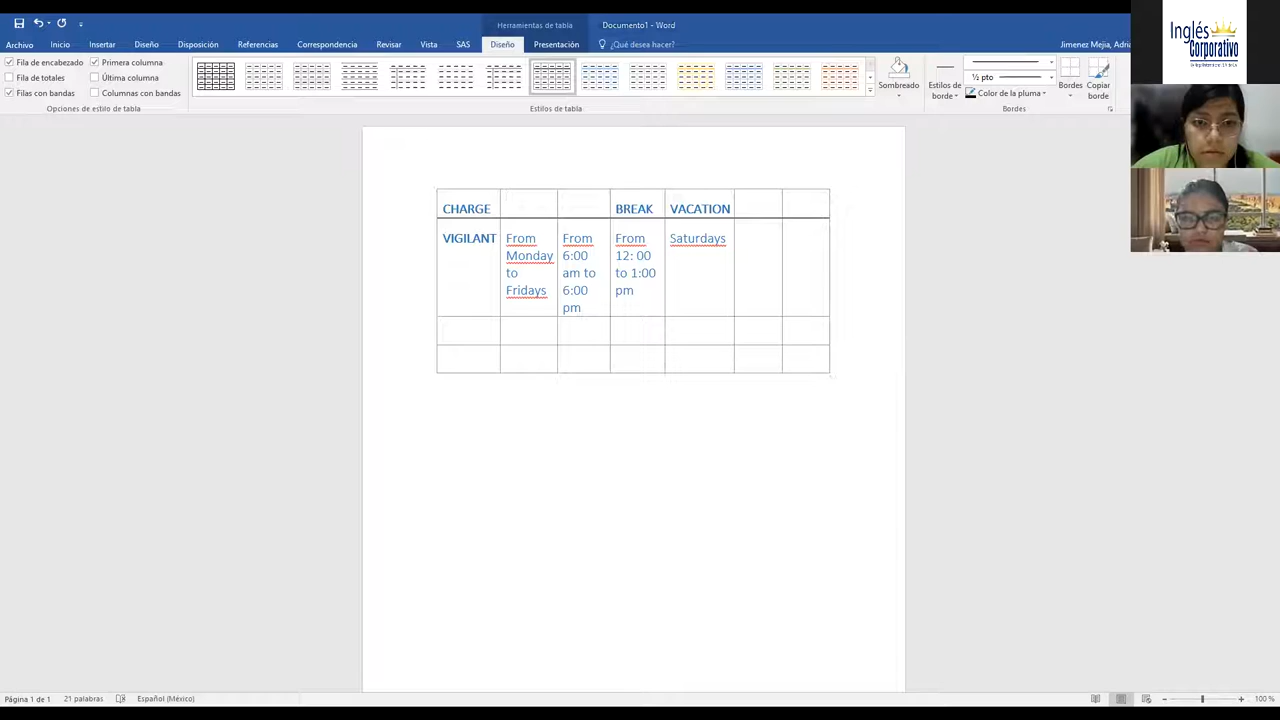 Herramientas de tabla
Documento1 - Word
Archivo Inicio Insertar Diseño Disposición Referencias Correspondencia Revisar Vista SAS Diseño Presentación ¿Qué desea hacer? Jimenez Mejia, Adria
Fila de encabezado Primera columna
Fila de totales Última columna
Filas con bandas Columnas con bandas
Opciones de estilo de tabla
Estilos de tabla
Sombreado
Estilos de borde
½ pto
Color de la pluma
Bordes
Copiar borde
Bordes
Inglés
Corporativo
CHARGE BREAK VACATION
VIGILANT From From From Saturdays
Monday 6:00 12: 00
to am to to 1:00
Fridays 6:00 pm
pm
Página 1 de 1 21 palabras Español (México) 100 %